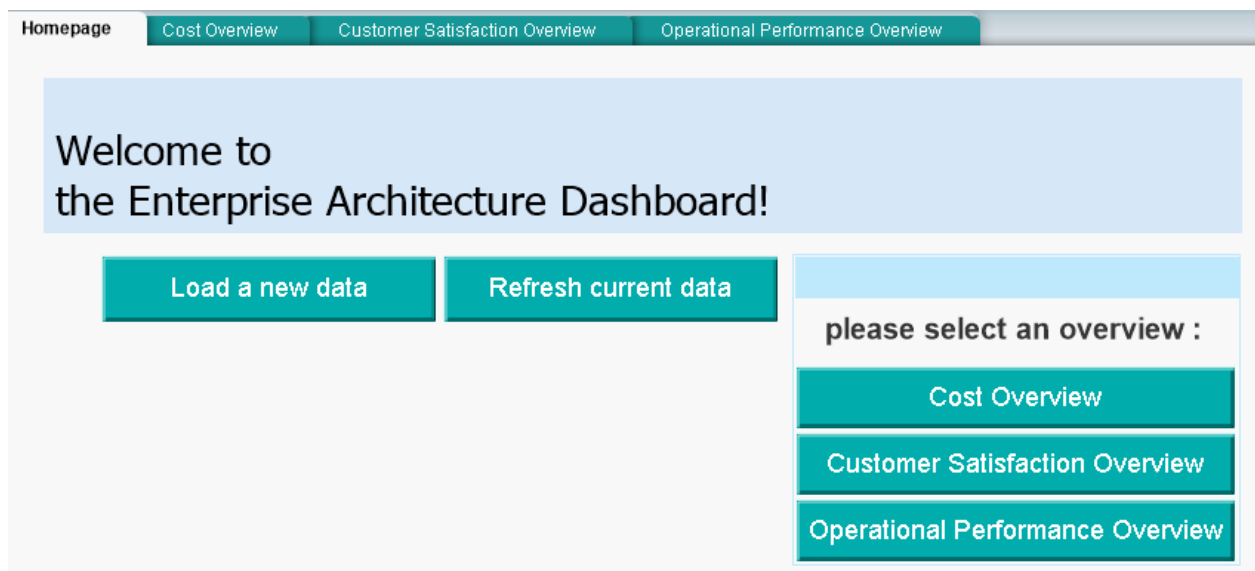 Homepage Cost Overview Customer Satisfaction Overview Operational Performance Overview
Welcome to
the Enterprise Architecture Dashboard!
Load a new data Refresh current data
please select an overview :
Cost Overview
Customer Satisfaction Overview
Operational Performance Overview